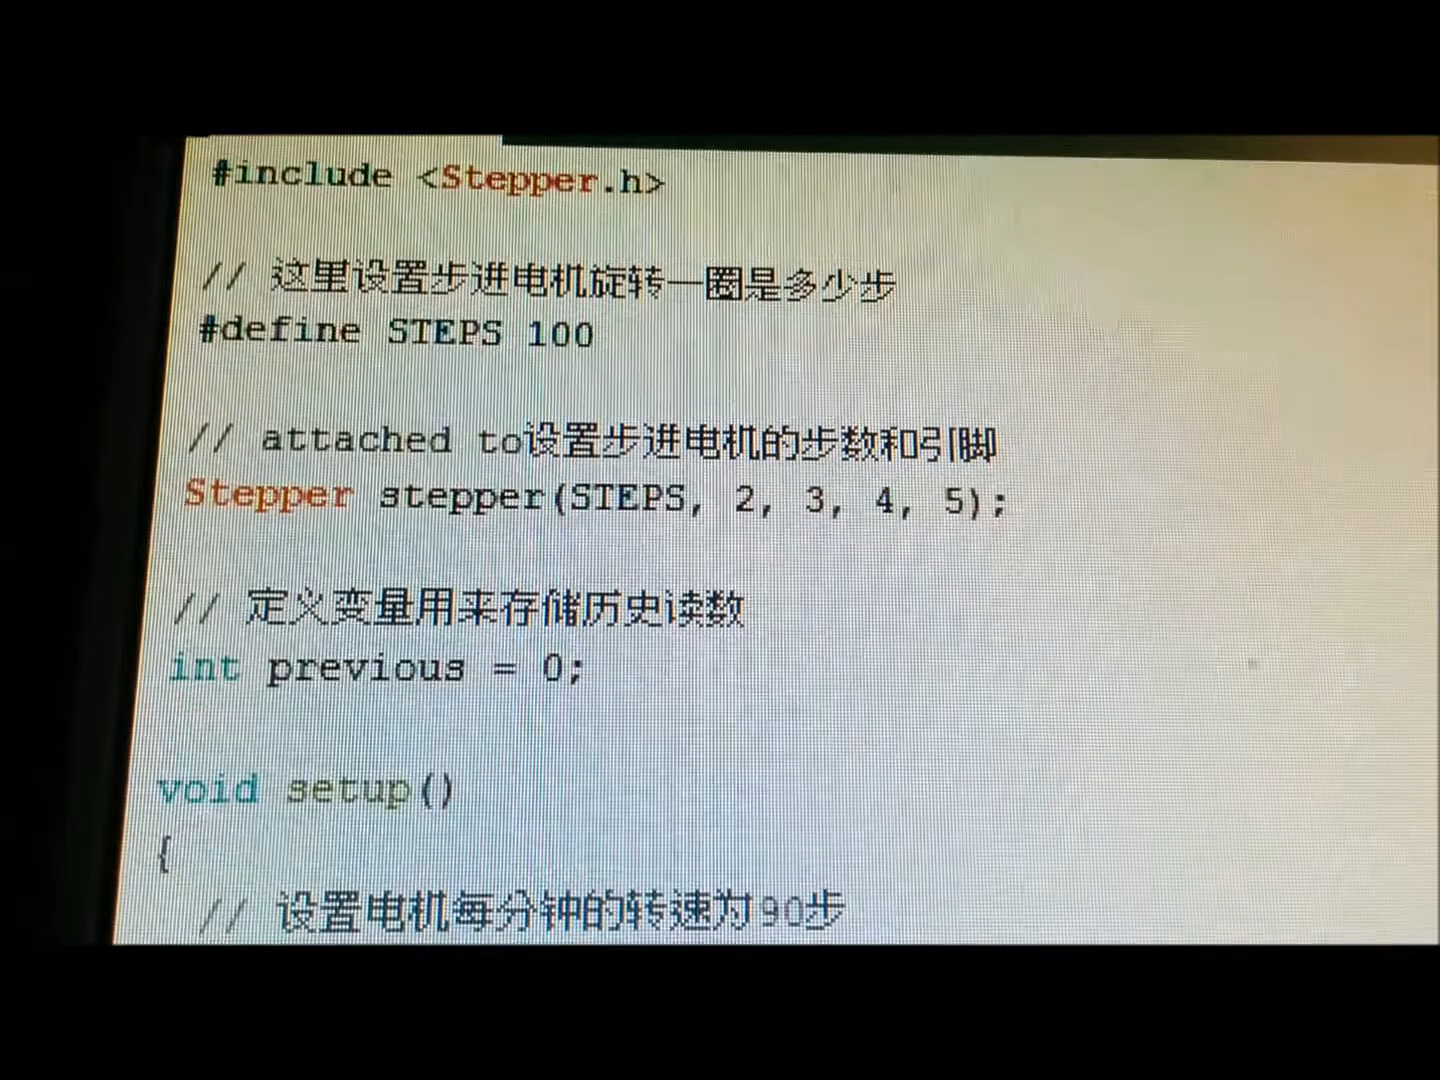 #include <Stepper.h>
// 这里设置步进电机旋转一圈是多少步
#define STEPS 100
// attached to设置步进电机的步数和引脚
Stepper stepper(STEPS, 2, 3, 4, 5);
// 定义变量用来存储历史读数
int previous = 0;
void setup()
{
// 设置电机每分钟的转速为90步